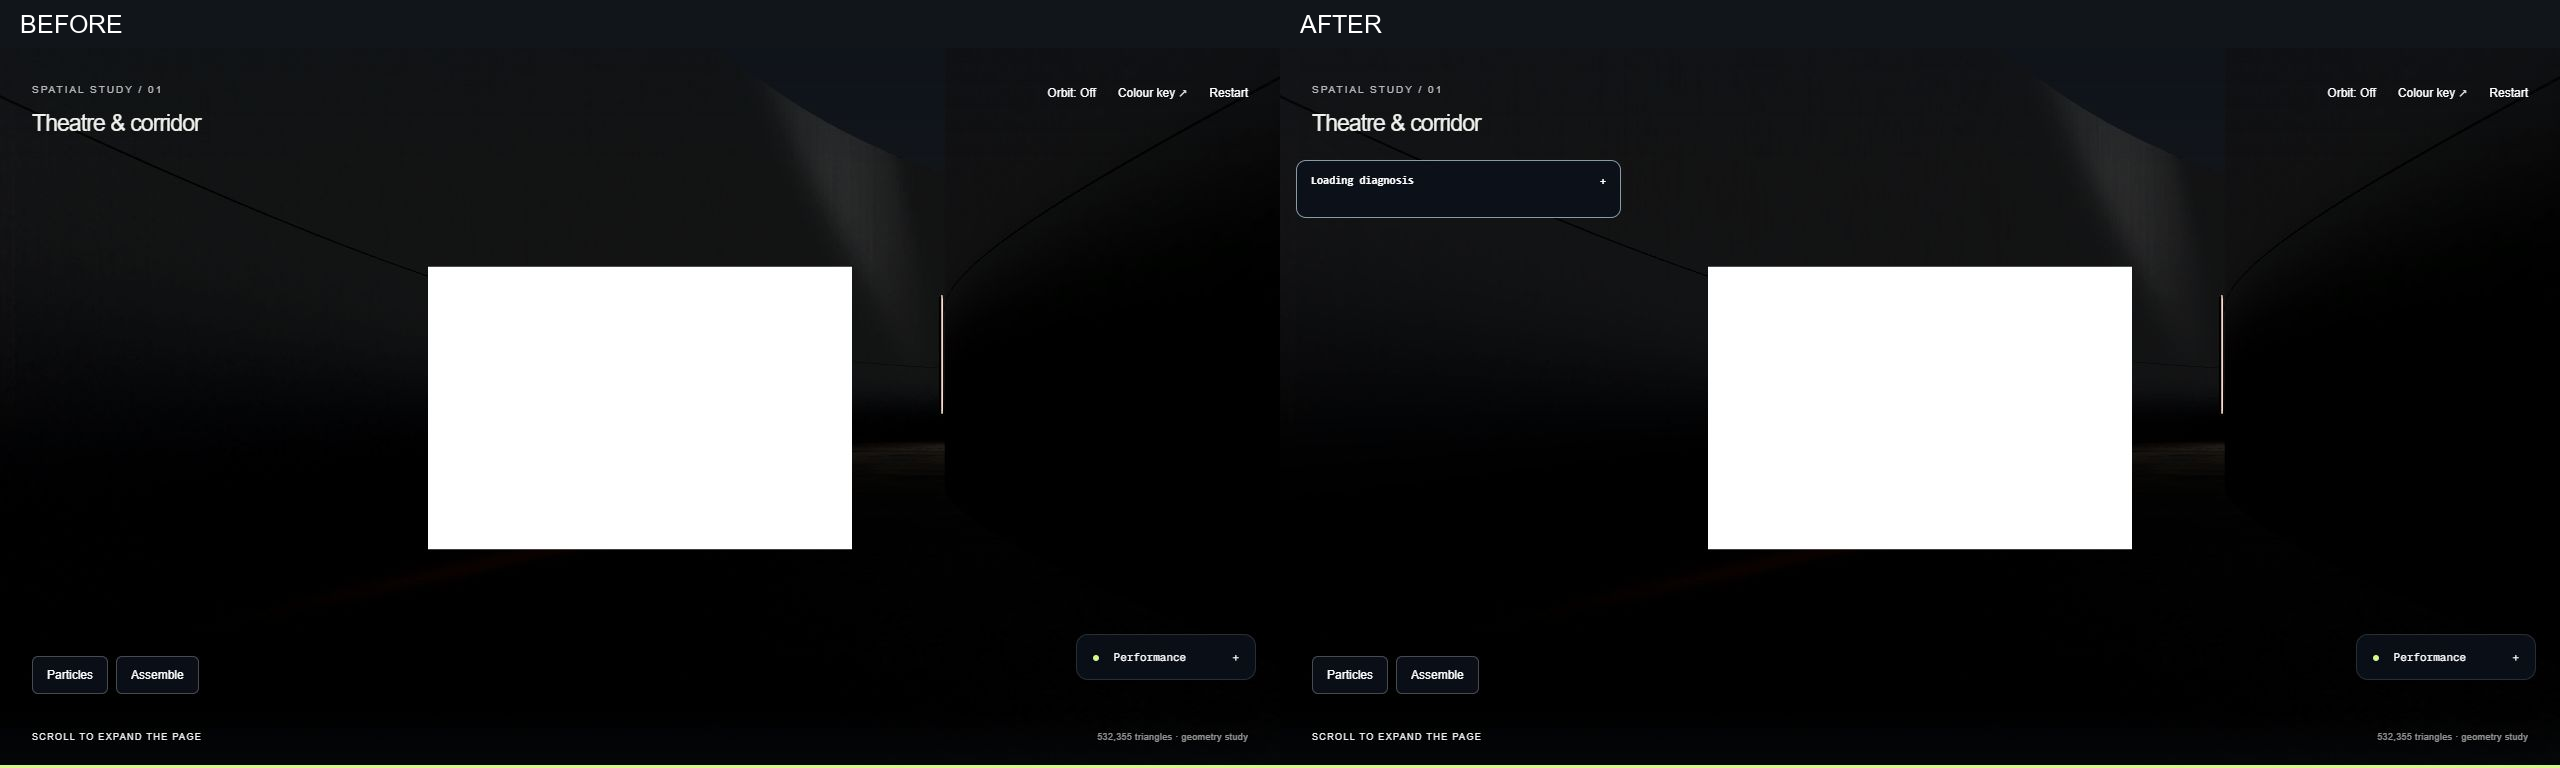 BEFORE
SPATIAL STUDY / 01
Theatre & corridor
Orbit: Off Colour key ↗ Restart
Particles Assemble
Performance +
SCROLL TO EXPAND THE PAGE
532,355 triangles · geometry study
AFTER
SPATIAL STUDY / 01
Theatre & corridor
Orbit: Off Colour key ↗ Restart
Loading diagnosis +
Particles Assemble
Performance +
SCROLL TO EXPAND THE PAGE
532,355 triangles · geometry study